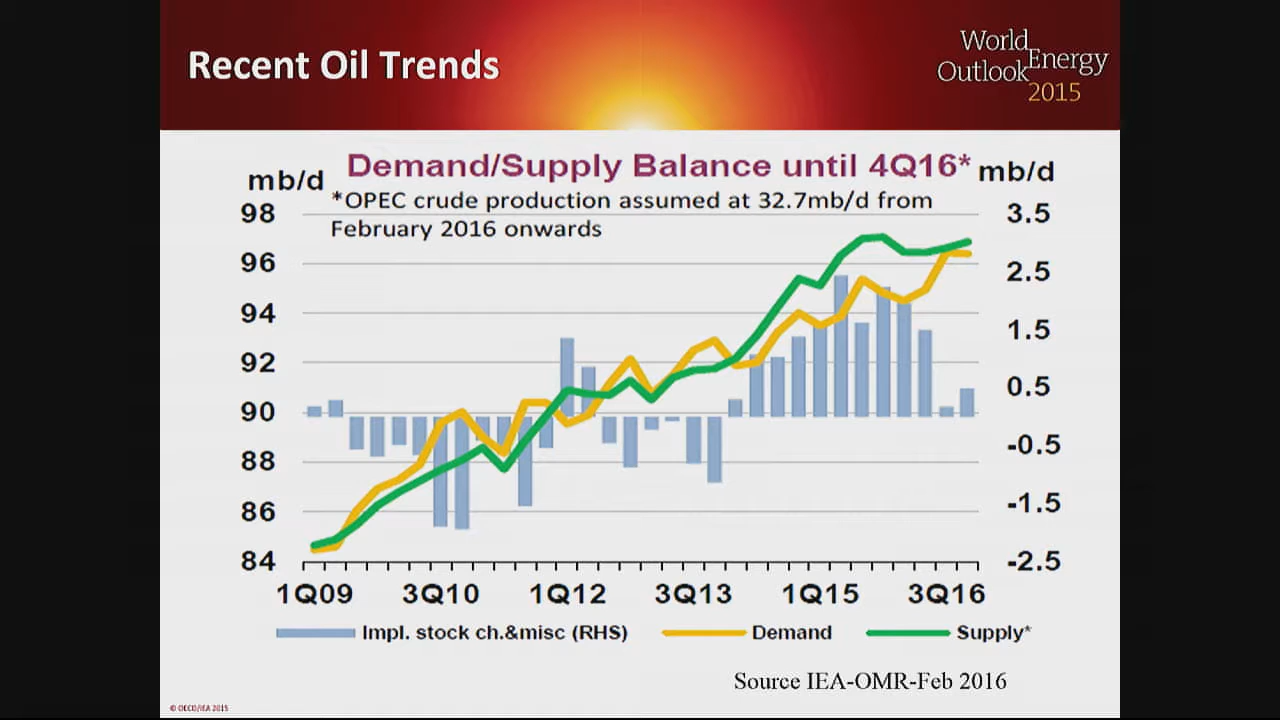 Recent Oil Trends
World
Energy
Outlook
2015
Demand/Supply Balance until 4Q16*
mb/d
mb/d
*OPEC crude production assumed at 32.7mb/d from
February 2016 onwards
98
96
94
92
90
88
86
84
3.5
2.5
1.5
0.5
-0.5
-1.5
-2.5
1Q09 3Q10 1Q12 3Q13 1Q15 3Q16
Impl. stock ch.&misc (RHS) Demand Supply*
Source IEA-OMR-Feb 2016
© OECD/IEA 2015